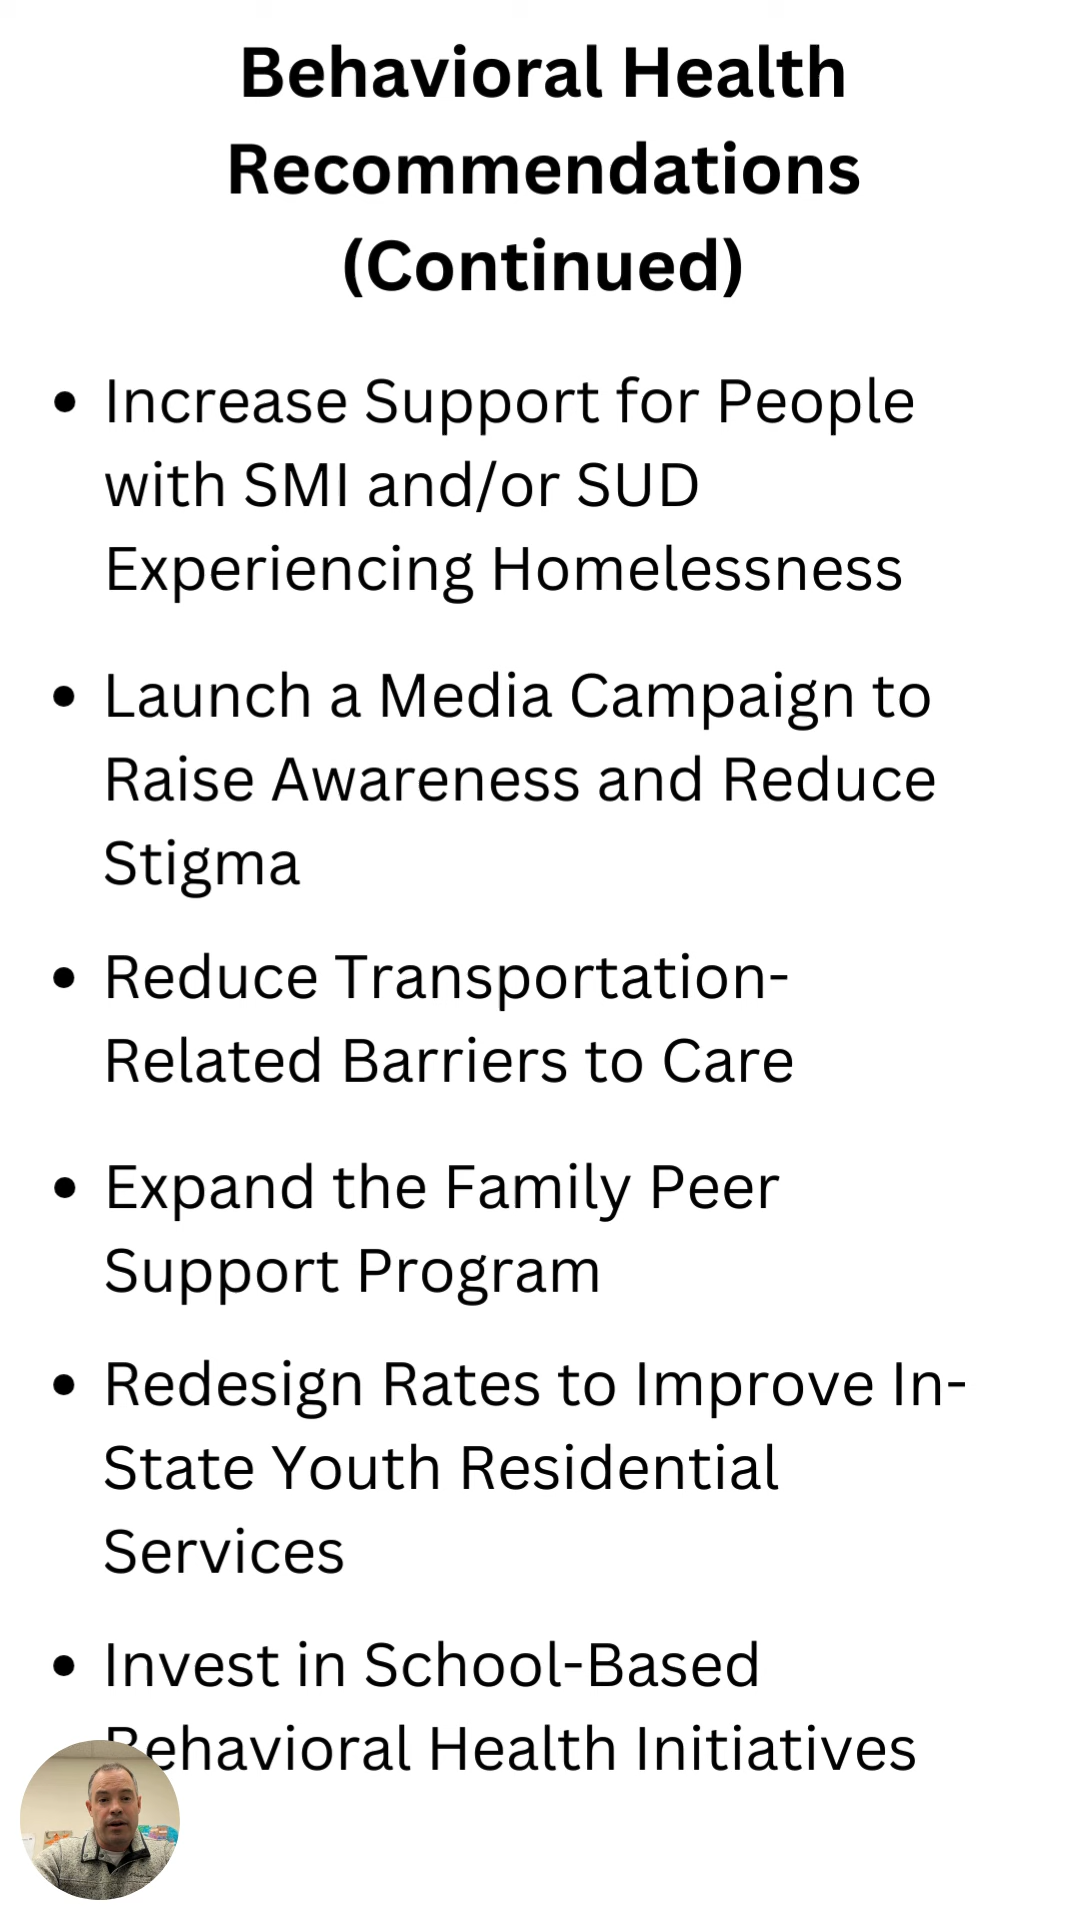 Behavioral Health
Recommendations
(Continued)
• Increase Support for People
with SMI and/or SUD
Experiencing Homelessness
• Launch a Media Campaign to
Raise Awareness and Reduce
Stigma
• Reduce Transportation-
Related Barriers to Care
• Expand the Family Peer
Support Program
• Redesign Rates to Improve In-
State Youth Residential
Services
• Invest in School-Based
Behavioral Health Initiatives